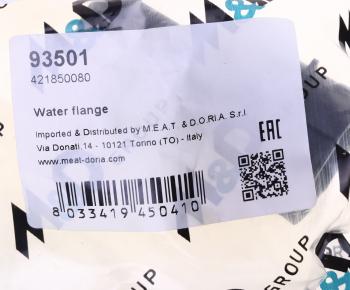 93501
421850080
Water flange
Imported & Distributed by M.E.A.T. & D.O.R.I.A. S.r.l.
Via Donati,14 - 10121 Torino (TO) - Italy
www.meat-doria.com
EAC
8 033419 450410
GROUP
GROUP